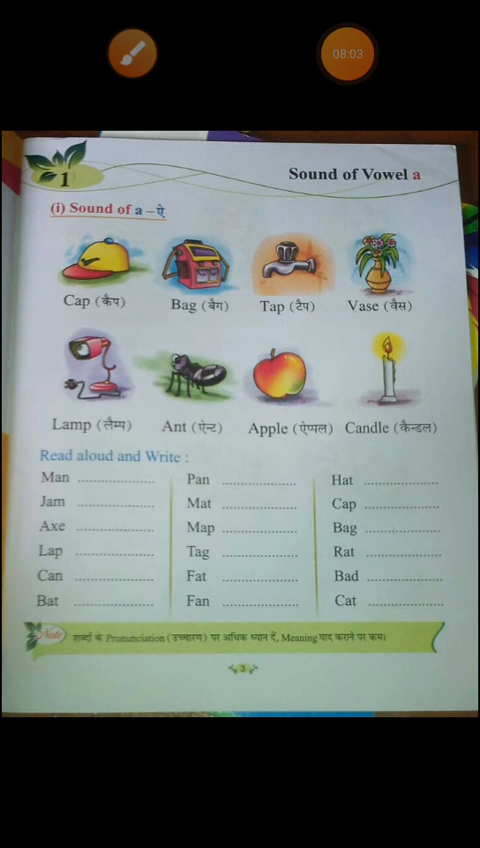 08:03
1
Sound of Vowel a
(i) Sound of a – ऐ
Cap (कैप) Bag (बैग) Tap (टैप) Vase (वैस)
Lamp (लैम्प) Ant (ऐन्ट) Apple (ऐप्पल) Candle (कैन्डल)
Read aloud and Write :
Man .................... Pan .................... Hat ....................
Jam .................... Mat .................... Cap ....................
Axe .................... Map .................... Bag ....................
Lap .................... Tag .................... Rat ....................
Can .................... Fat .................... Bad ....................
Bat .................... Fan .................... Cat ....................
Note शब्दों के Pronunciation (उच्चारण) पर अधिक ध्यान दें, Meaning याद कराने पर कम।
3